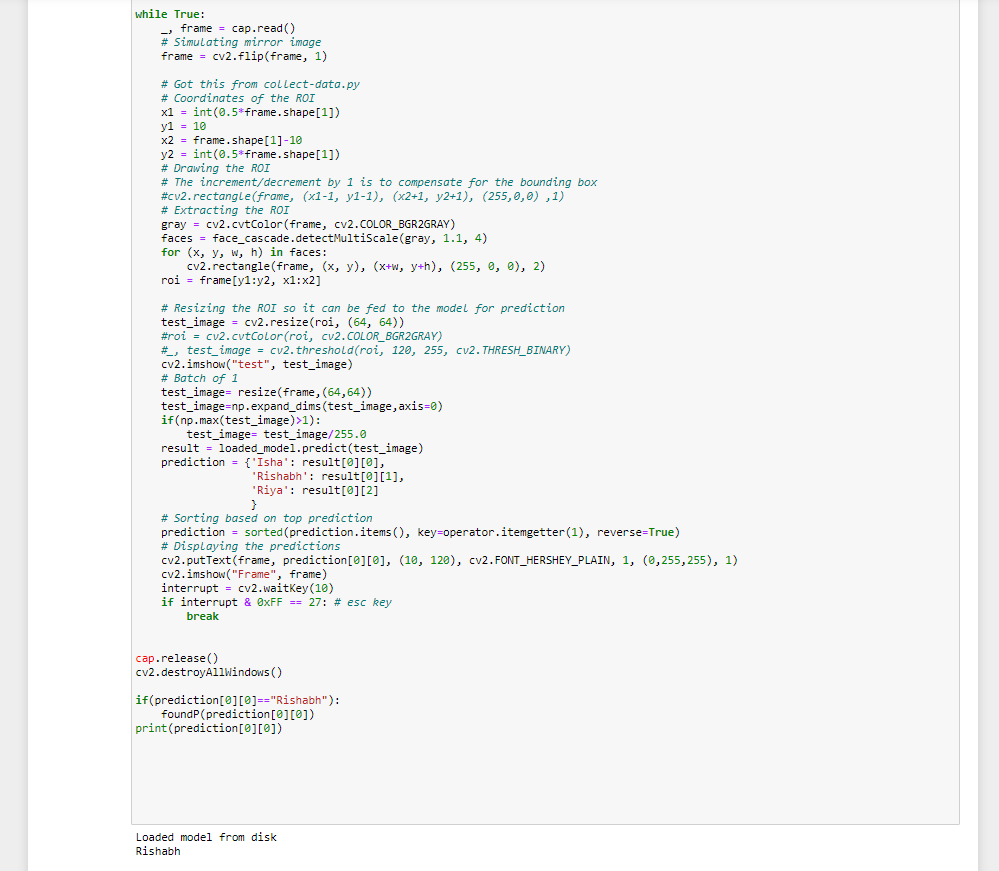 while True:
    _, frame = cap.read()
    # Simulating mirror image
    frame = cv2.flip(frame, 1)

    # Got this from collect-data.py
    # Coordinates of the ROI
    x1 = int(0.5*frame.shape[1])
    y1 = 10
    x2 = frame.shape[1]-10
    y2 = int(0.5*frame.shape[1])
    # Drawing the ROI
    # The increment/decrement by 1 is to compensate for the bounding box
    #cv2.rectangle(frame, (x1-1, y1-1), (x2+1, y2+1), (255,0,0) ,1)
    # Extracting the ROI
    gray = cv2.cvtColor(frame, cv2.COLOR_BGR2GRAY)
    faces = face_cascade.detectMultiScale(gray, 1.1, 4)
    for (x, y, w, h) in faces:
        cv2.rectangle(frame, (x, y), (x+w, y+h), (255, 0, 0), 2)
    roi = frame[y1:y2, x1:x2]

    # Resizing the ROI so it can be fed to the model for prediction
    test_image = cv2.resize(roi, (64, 64))
    #roi = cv2.cvtColor(roi, cv2.COLOR_BGR2GRAY)
    #_, test_image = cv2.threshold(roi, 120, 255, cv2.THRESH_BINARY)
    cv2.imshow("test", test_image)
    # Batch of 1
    test_image= resize(frame,(64,64))
    test_image=np.expand_dims(test_image,axis=0)
    if(np.max(test_image)>1):
        test_image= test_image/255.0
    result = loaded_model.predict(test_image)
    prediction = {'Isha': result[0][0],
                  'Rishabh': result[0][1],
                  'Riya': result[0][2]
                  }
    # Sorting based on top prediction
    prediction = sorted(prediction.items(), key=operator.itemgetter(1), reverse=True)
    # Displaying the predictions
    cv2.putText(frame, prediction[0][0], (10, 120), cv2.FONT_HERSHEY_PLAIN, 1, (0,255,255), 1)
    cv2.imshow("Frame", frame)
    interrupt = cv2.waitKey(10)
    if interrupt & 0xFF == 27: # esc key
        break

cap.release()
cv2.destroyAllWindows()

if(prediction[0][0]=="Rishabh"):
    foundP(prediction[0][0])
print(prediction[0][0])

Loaded model from disk
Rishabh